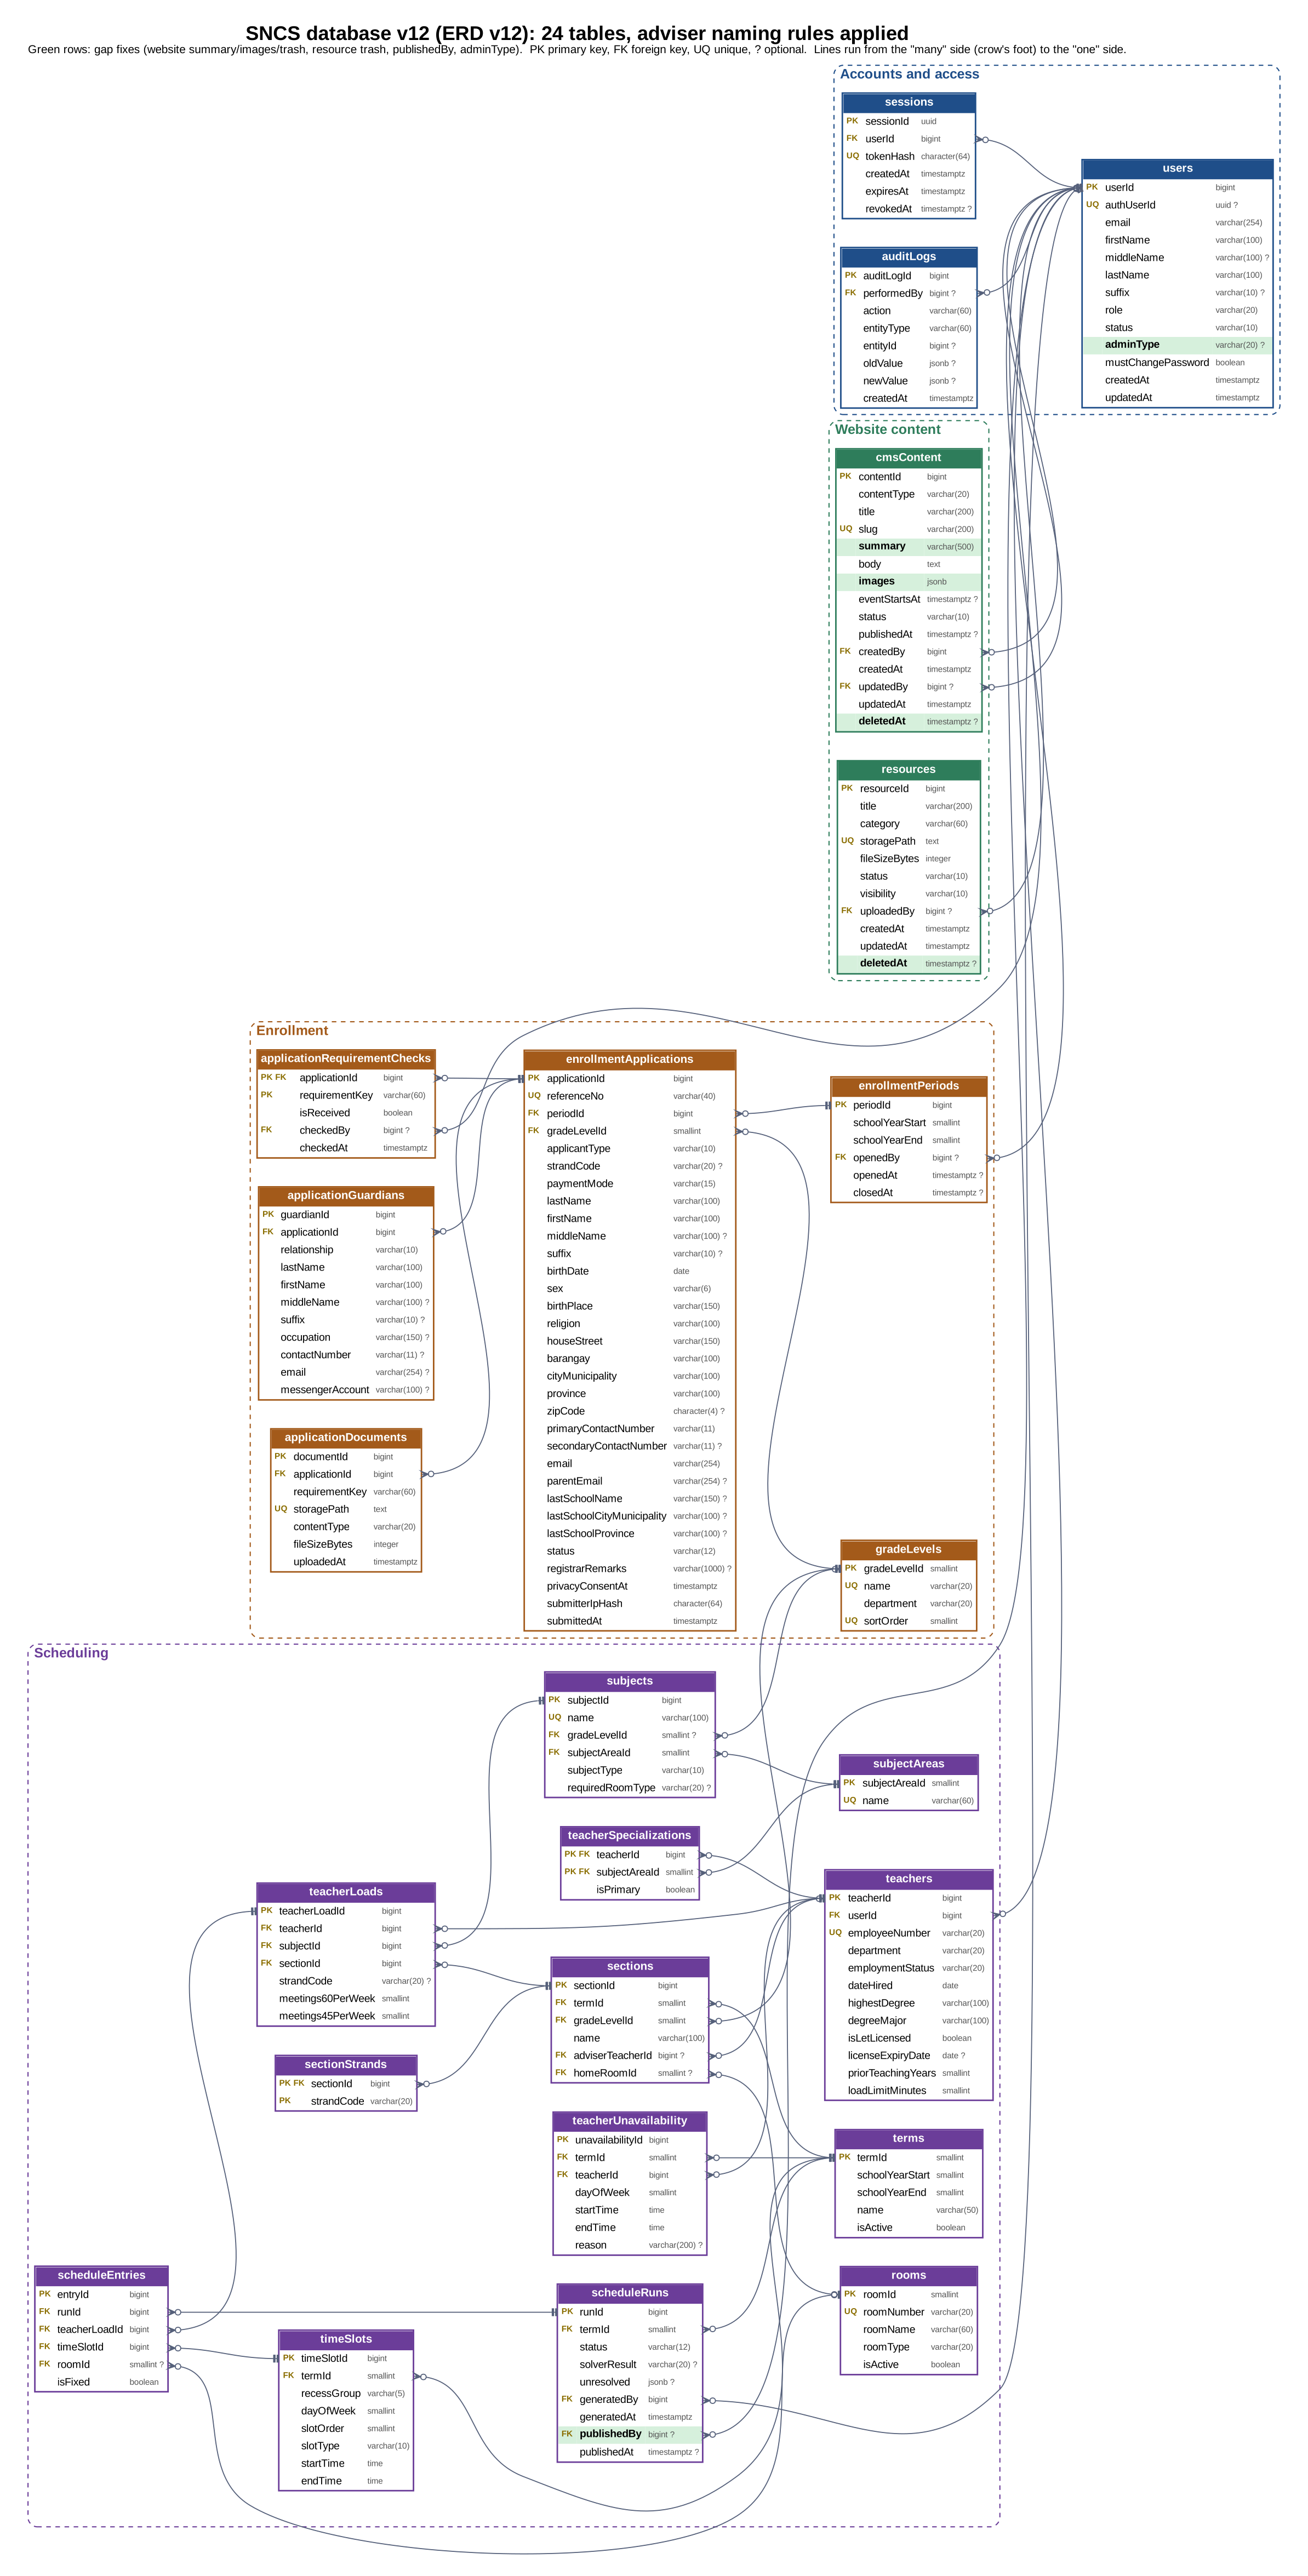 SNCS database v12 (ERD v12): 24 tables, adviser naming rules applied
Green rows: gap fixes (website summary/images/trash, resource trash, publishedBy, adminType). PK primary key, FK foreign key, UQ unique, ? optional. Lines run from the "many" side (crow's foot) to the "one" side.
Accounts and access
sessions
PK sessionId uuid
FK userId bigint
UQ tokenHash character(64)
createdAt timestamptz
expiresAt timestamptz
revokedAt timestamptz ?
users
PK userId bigint
UQ authUserId uuid ?
email varchar(254)
firstName varchar(100)
middleName varchar(100) ?
lastName varchar(100)
suffix varchar(10) ?
role varchar(20)
status varchar(10)
adminType varchar(20) ?
mustChangePassword boolean
createdAt timestamptz
updatedAt timestamptz
auditLogs
PK auditLogId bigint
FK performedBy bigint ?
action varchar(60)
entityType varchar(60)
entityId bigint ?
oldValue jsonb ?
newValue jsonb ?
createdAt timestamptz
Website content
cmsContent
PK contentId bigint
contentType varchar(20)
title varchar(200)
UQ slug varchar(200)
summary varchar(500)
body text
images jsonb
eventStartsAt timestamptz ?
status varchar(10)
publishedAt timestamptz ?
FK createdBy bigint
createdAt timestamptz
FK updatedBy bigint ?
updatedAt timestamptz
deletedAt timestamptz ?
resources
PK resourceId bigint
title varchar(200)
category varchar(60)
UQ storagePath text
fileSizeBytes integer
status varchar(10)
visibility varchar(10)
FK uploadedBy bigint ?
createdAt timestamptz
updatedAt timestamptz
deletedAt timestamptz ?
Enrollment
applicationRequirementChecks
PK FK applicationId bigint
PK requirementKey varchar(60)
isReceived boolean
FK checkedBy bigint ?
checkedAt timestamptz
applicationGuardians
PK guardianId bigint
FK applicationId bigint
relationship varchar(10)
lastName varchar(100)
firstName varchar(100)
middleName varchar(100) ?
suffix varchar(10) ?
occupation varchar(150) ?
contactNumber varchar(11) ?
email varchar(254) ?
messengerAccount varchar(100) ?
applicationDocuments
PK documentId bigint
FK applicationId bigint
requirementKey varchar(60)
UQ storagePath text
contentType varchar(20)
fileSizeBytes integer
uploadedAt timestamptz
enrollmentApplications
PK applicationId bigint
UQ referenceNo varchar(40)
FK periodId bigint
FK gradeLevelId smallint
applicantType varchar(10)
strandCode varchar(20) ?
paymentMode varchar(15)
lastName varchar(100)
firstName varchar(100)
middleName varchar(100) ?
suffix varchar(10) ?
birthDate date
sex varchar(6)
birthPlace varchar(150)
religion varchar(100)
houseStreet varchar(150)
barangay varchar(100)
cityMunicipality varchar(100)
province varchar(100)
zipCode character(4) ?
primaryContactNumber varchar(11)
secondaryContactNumber varchar(11) ?
email varchar(254)
parentEmail varchar(254) ?
lastSchoolName varchar(150) ?
lastSchoolCityMunicipality varchar(100) ?
lastSchoolProvince varchar(100) ?
status varchar(12)
registrarRemarks varchar(1000) ?
privacyConsentAt timestamptz
submitterIpHash character(64)
submittedAt timestamptz
enrollmentPeriods
PK periodId bigint
schoolYearStart smallint
schoolYearEnd smallint
FK openedBy bigint ?
openedAt timestamptz ?
closedAt timestamptz ?
gradeLevels
PK gradeLevelId smallint
UQ name varchar(20)
department varchar(20)
UQ sortOrder smallint
Scheduling
subjects
PK subjectId bigint
UQ name varchar(100)
FK gradeLevelId smallint ?
FK subjectAreaId smallint
subjectType varchar(10)
requiredRoomType varchar(20) ?
subjectAreas
PK subjectAreaId smallint
UQ name varchar(60)
teacherSpecializations
PK FK teacherId bigint
PK FK subjectAreaId smallint
isPrimary boolean
teachers
PK teacherId bigint
FK userId bigint
UQ employeeNumber varchar(20)
department varchar(20)
employmentStatus varchar(20)
dateHired date
highestDegree varchar(100)
degreeMajor varchar(100)
isLetLicensed boolean
licenseExpiryDate date ?
priorTeachingYears smallint
loadLimitMinutes smallint
teacherLoads
PK teacherLoadId bigint
FK teacherId bigint
FK subjectId bigint
FK sectionId bigint
strandCode varchar(20) ?
meetings60PerWeek smallint
meetings45PerWeek smallint
sections
PK sectionId bigint
FK termId smallint
FK gradeLevelId smallint
name varchar(100)
FK adviserTeacherId bigint ?
FK homeRoomId smallint ?
sectionStrands
PK FK sectionId bigint
PK strandCode varchar(20)
teacherUnavailability
PK unavailabilityId bigint
FK termId smallint
FK teacherId bigint
dayOfWeek smallint
startTime time
endTime time
reason varchar(200) ?
terms
PK termId smallint
schoolYearStart smallint
schoolYearEnd smallint
name varchar(50)
isActive boolean
scheduleEntries
PK entryId bigint
FK runId bigint
FK teacherLoadId bigint
FK timeSlotId bigint
FK roomId smallint ?
isFixed boolean
timeSlots
PK timeSlotId bigint
FK termId smallint
recessGroup varchar(5)
dayOfWeek smallint
slotOrder smallint
slotType varchar(10)
startTime time
endTime time
scheduleRuns
PK runId bigint
FK termId smallint
status varchar(12)
solverResult varchar(20) ?
unresolved jsonb ?
FK generatedBy bigint
generatedAt timestamptz
FK publishedBy bigint ?
publishedAt timestamptz ?
rooms
PK roomId smallint
UQ roomNumber varchar(20)
roomName varchar(60)
roomType varchar(20)
isActive boolean